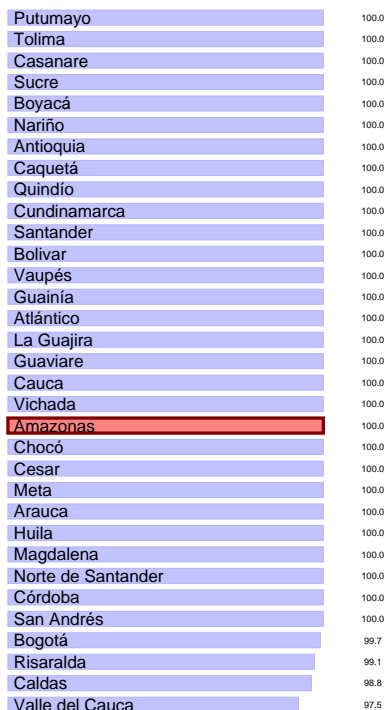 Putumayo 100.0
Tolima 100.0
Casanare 100.0
Sucre 100.0
Boyacá 100.0
Nariño 100.0
Antioquia 100.0
Caquetá 100.0
Quindío 100.0
Cundinamarca 100.0
Santander 100.0
Bolivar 100.0
Vaupés 100.0
Guainía 100.0
Atlántico 100.0
La Guajira 100.0
Guaviare 100.0
Cauca 100.0
Vichada 100.0
Amazonas 100.0
Chocó 100.0
Cesar 100.0
Meta 100.0
Arauca 100.0
Huila 100.0
Magdalena 100.0
Norte de Santander 100.0
Córdoba 100.0
San Andrés 100.0
Bogotá 99.7
Risaralda 99.1
Caldas 98.8
Valle del Cauca 97.5